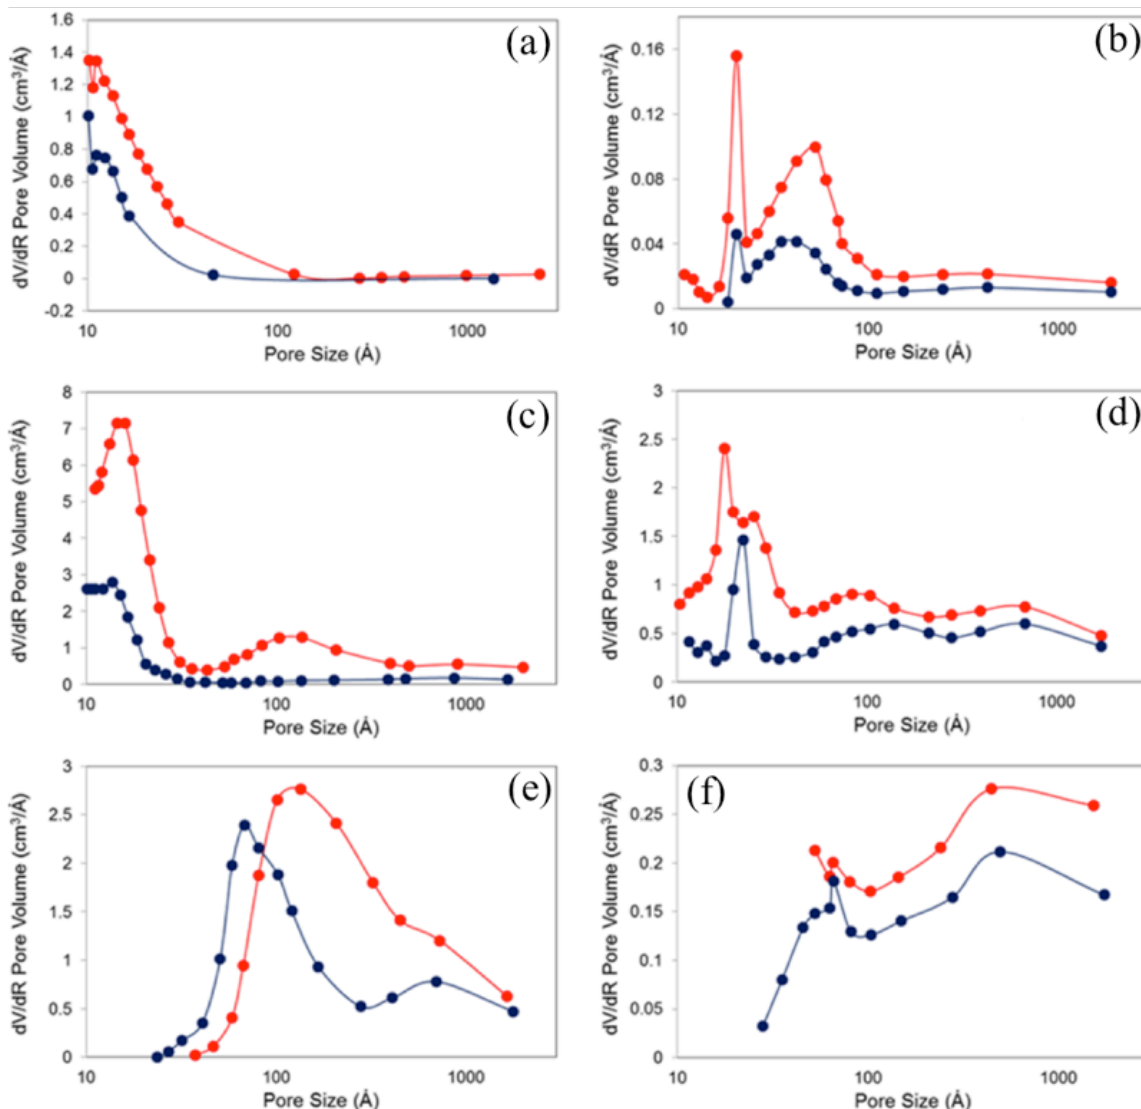 (a)
dV/dR Pore Volume (cm³/Å)
1.6
1.4
1.2
1
0.8
0.6
0.4
0.2
0
-0.2
10 100 1000
Pore Size (Å)
(b)
dV/dR Pore Volume (cm³/Å)
0.16
0.12
0.08
0.04
0
10 100 1000
Pore Size (Å)
(c)
dV/dR Pore Volume (cm³/Å)
8
7
6
5
4
3
2
1
0
10 100 1000
Pore Size (Å)
(d)
dV/dR Pore Volume (cm³/Å)
3
2.5
2
1.5
1
0.5
0
10 100 1000
Pore Size (Å)
(e)
dV/dR Pore Volume (cm³/Å)
3
2.5
2
1.5
1
0.5
0
10 100 1000
Pore Size (Å)
(f)
dV/dR Pore Volume (cm³/Å)
0.3
0.25
0.2
0.15
0.1
0.05
0
10 100 1000
Pore Size (Å)